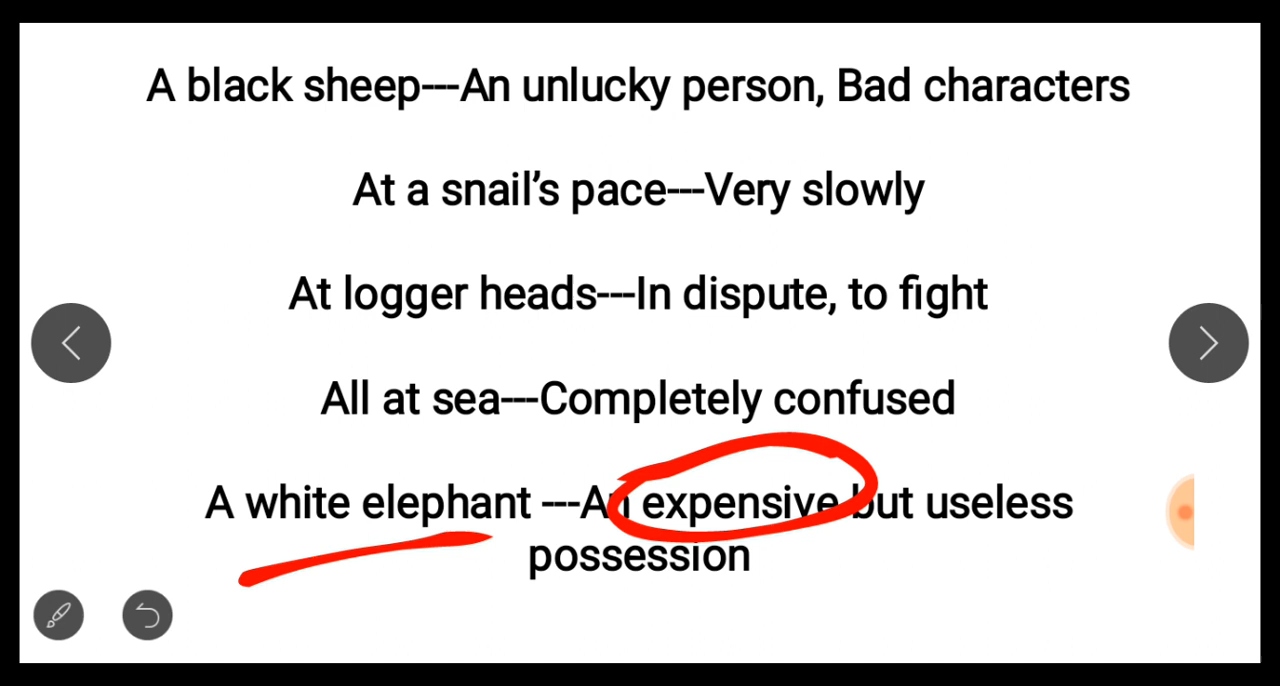 A black sheep---An unlucky person, Bad characters
At a snail’s pace---Very slowly
At logger heads---In dispute, to fight
All at sea---Completely confused
A white elephant ---An expensive but useless
possession